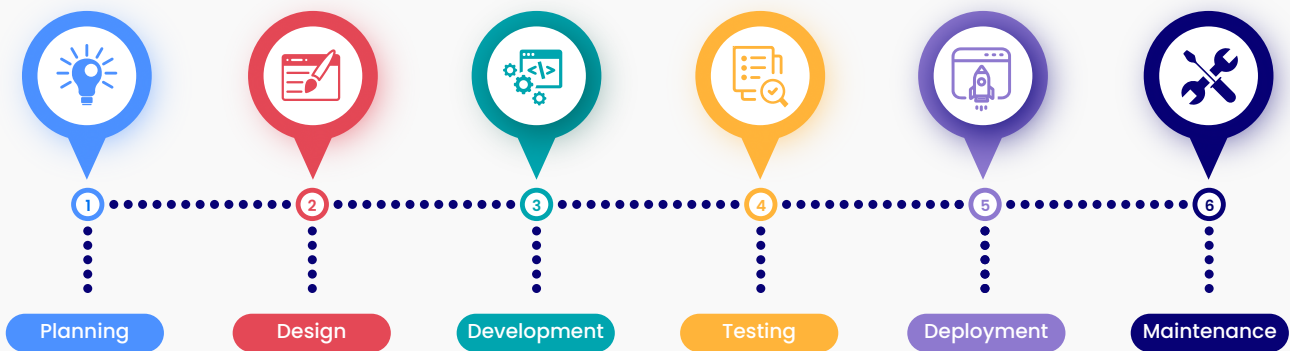 </>
1
2
3
4
5
6
Planning
Design
Development
Testing
Deployment
Maintenance